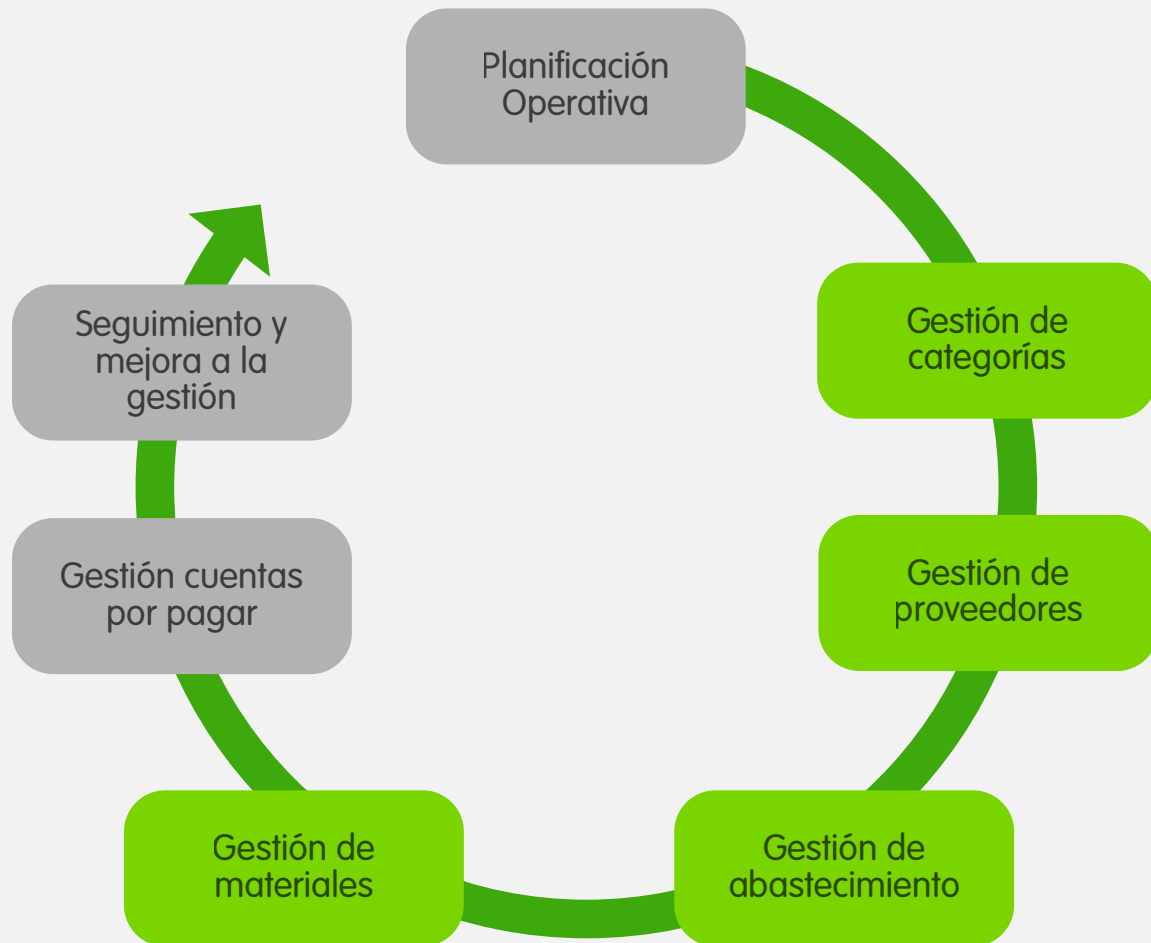 Planificación
Operativa
Gestión de
categorías
Gestión de
proveedores
Gestión de
abastecimiento
Gestión de
materiales
Gestión cuentas
por pagar
Seguimiento y
mejora a la
gestión